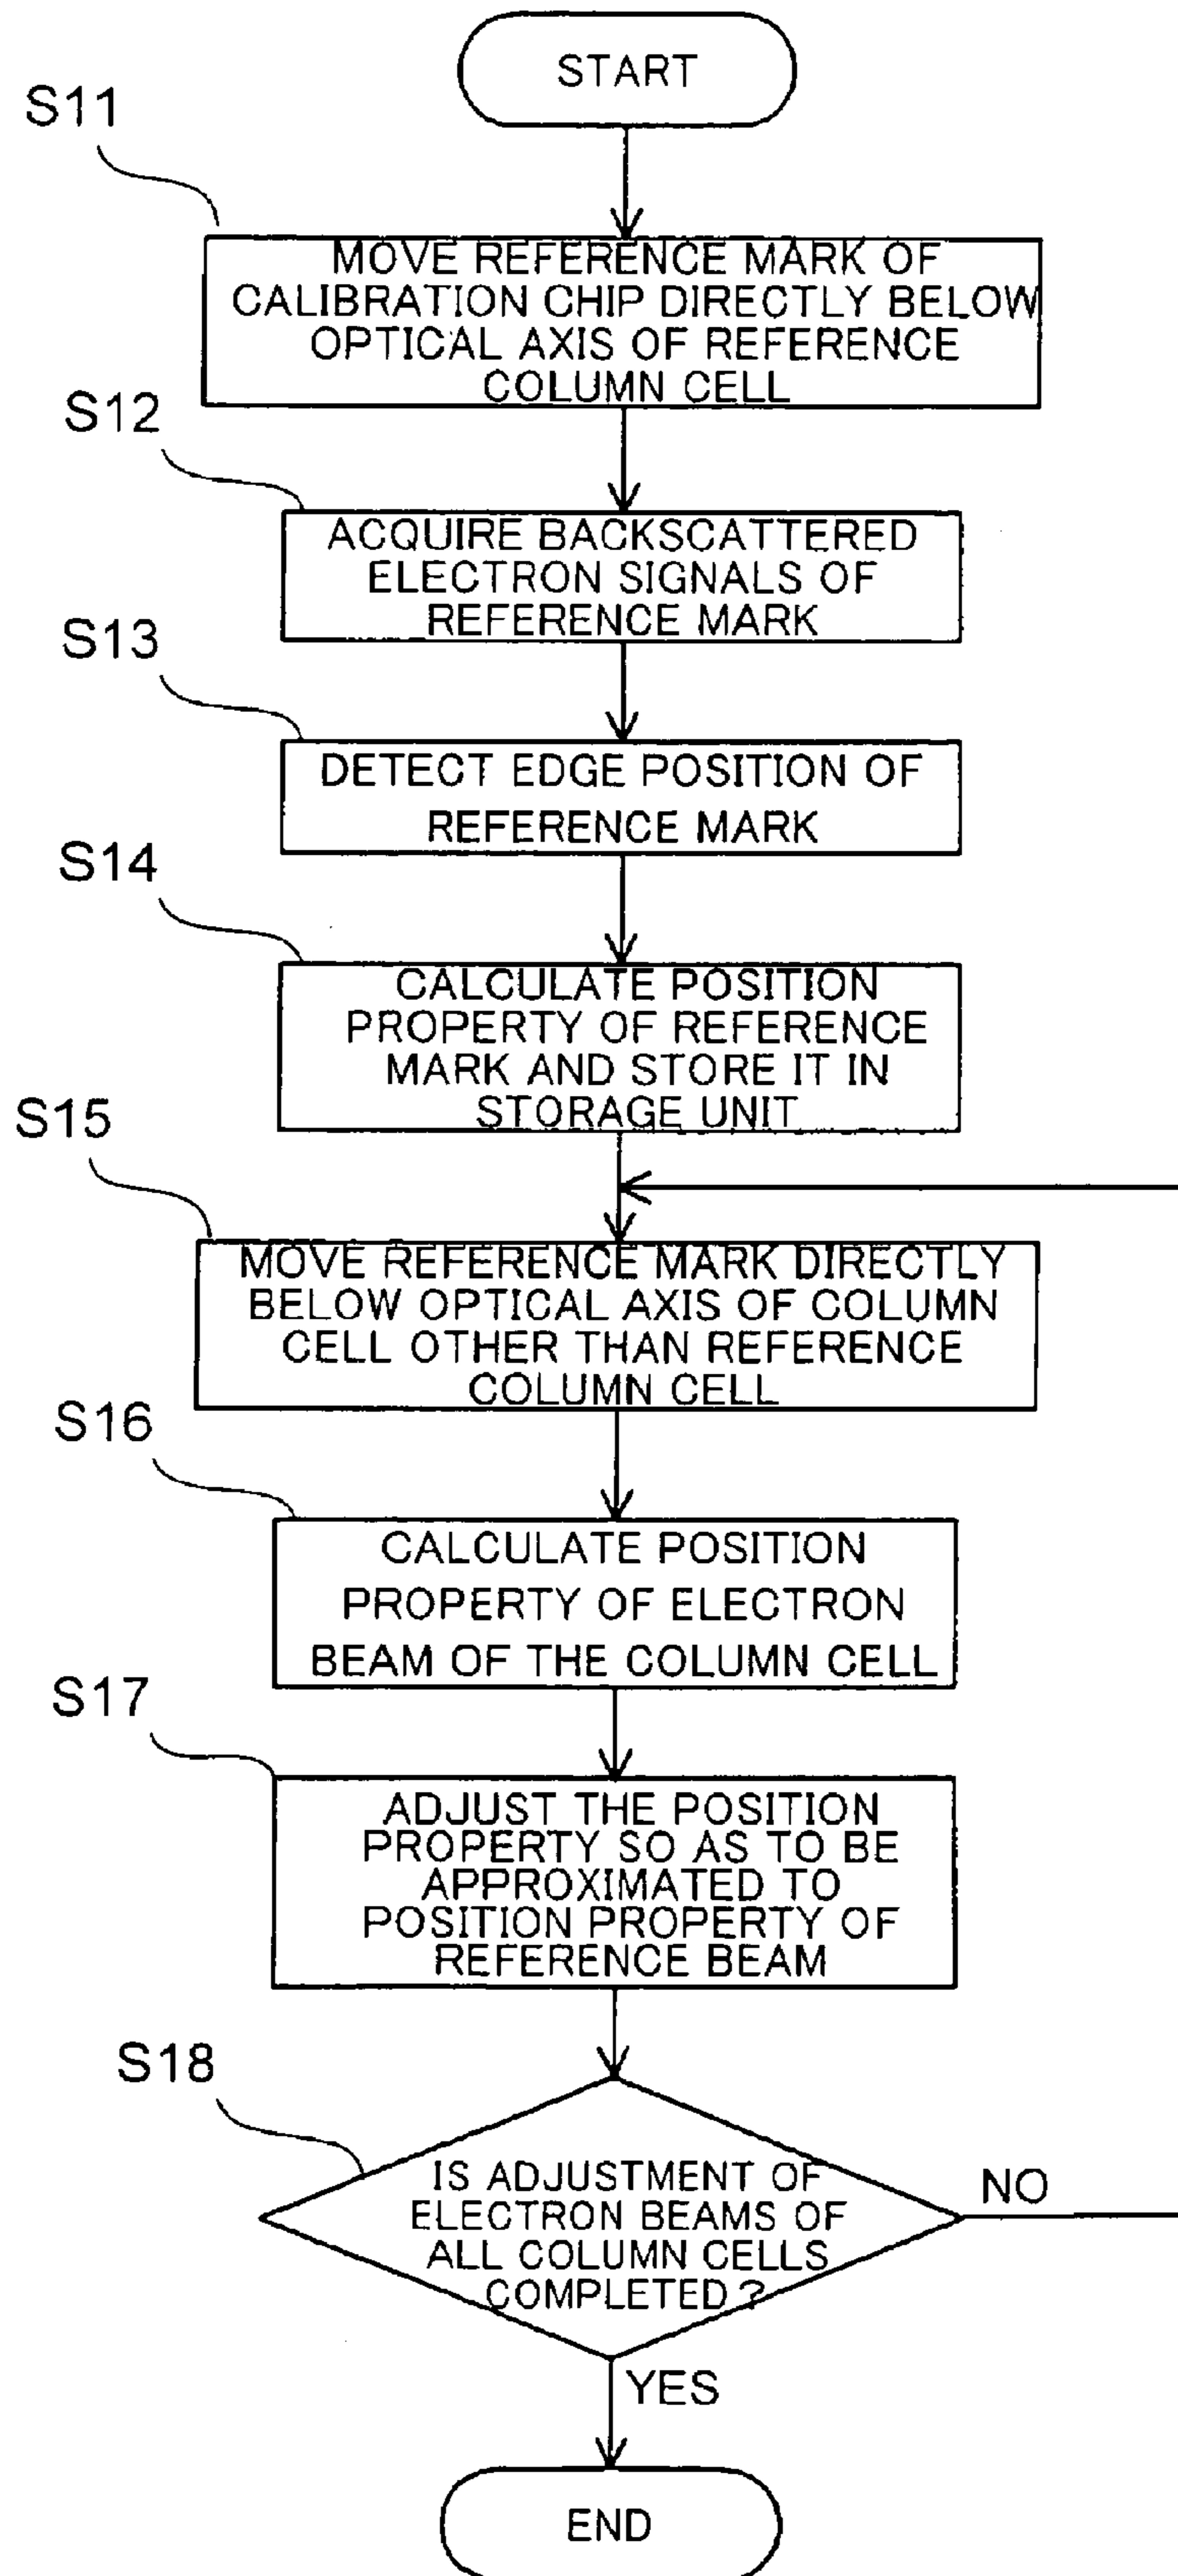 START
S11
MOVE REFERENCE MARK OF
CALIBRATION CHIP DIRECTLY BELOW
OPTICAL AXIS OF REFERENCE
COLUMN CELL
S12
ACQUIRE BACKSCATTERED
ELECTRON SIGNALS OF
REFERENCE MARK
S13
DETECT EDGE POSITION OF
REFERENCE MARK
S14
CALCULATE POSITION
PROPERTY OF REFERENCE
MARK AND STORE IT IN
STORAGE UNIT
S15
MOVE REFERENCE MARK DIRECTLY
BELOW OPTICAL AXIS OF COLUMN
CELL OTHER THAN REFERENCE
COLUMN CELL
S16
CALCULATE POSITION
PROPERTY OF ELECTRON
BEAM OF THE COLUMN CELL
S17
ADJUST THE POSITION
PROPERTY SO AS TO BE
APPROXIMATED TO
POSITION PROPERTY OF
REFERENCE BEAM
S18
IS ADJUSTMENT OF
ELECTRON BEAMS OF
ALL COLUMN CELLS
COMPLETED?
NO
YES
END